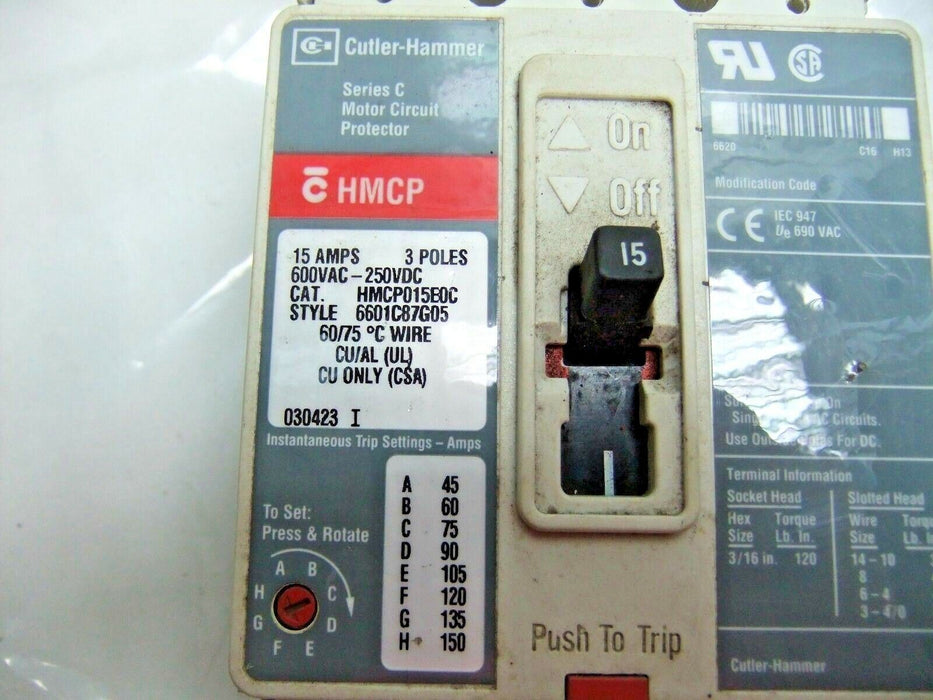 Cutler-Hammer
Series C
Motor Circuit
Protector
HMCP
15 AMPS 3 POLES
600VAC-250VDC
CAT. HMCP015E0C
STYLE 6601C87G05
60/75 °C WIRE
CU/AL (UL)
CU ONLY (CSA)
030423 I
Instantaneous Trip Settings – Amps
To Set:
Press & Rotate
A B C D E F G H
A 45
B 60
C 75
D 90
E 105
F 120
G 135
H 150
On
Off
15
Push To Trip
6620 C16 H13
Modification Code
CE IEC 947
Ue 690 VAC
On
Circuits.
Use For DC.
Terminal Information
Socket Head
Hex Torque
Size Lb. In.
3/16 in. 120
Slotted Head
Wire
Size Lb.
14-10
8
6-4
3-4/0
Cutler-Hammer